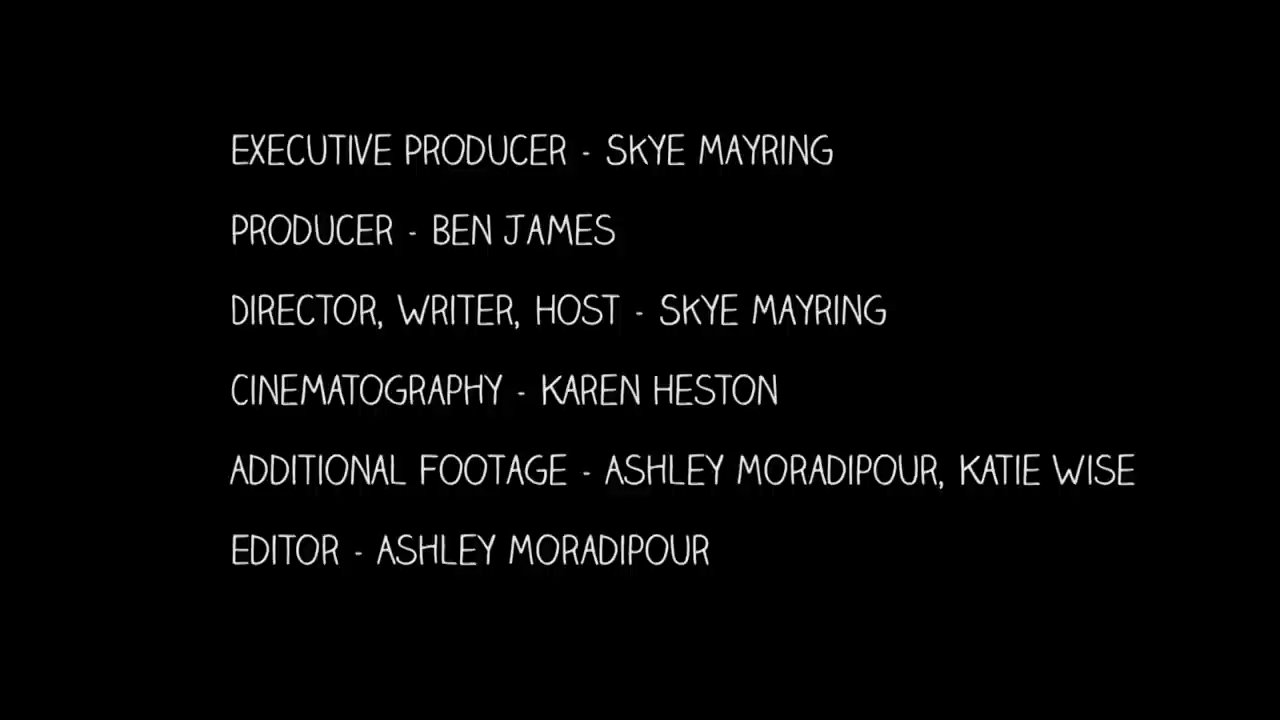 EXECUTIVE PRODUCER - SKYE MAYRING
PRODUCER - BEN JAMES
DIRECTOR, WRITER, HOST - SKYE MAYRING
CINEMATOGRAPHY - KAREN HESTON
ADDITIONAL FOOTAGE - ASHLEY MORADIPOUR, KATIE WISE
EDITOR - ASHLEY MORADIPOUR